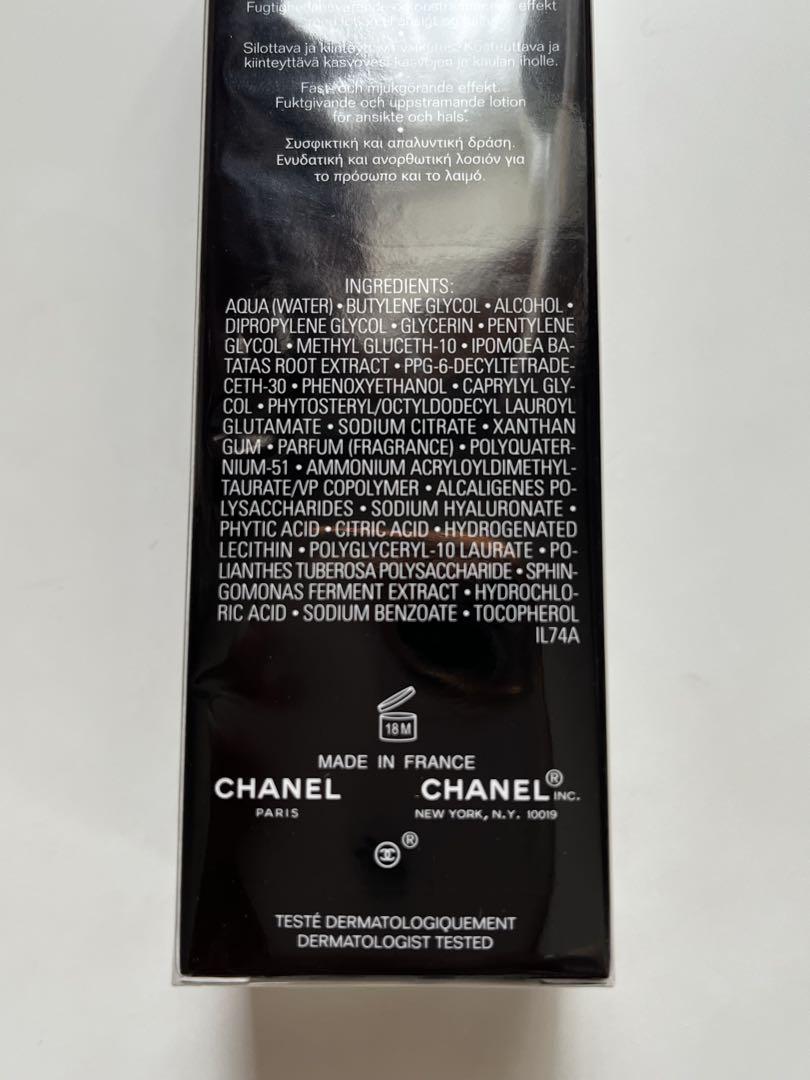 effekt
Silottava ja kiinteyttävä vaikutus. Kosteuttava ja
kiinteyttävä kasvovesi kasvojen ja kaulan iholle.
Fast- och mjukgörande effekt.
Fuktgivande och uppstramande lotion
för ansikte och hals.
•
Συσφικτική και απαλυντική δράση.
Ενυδατική και ανορθωτική λοσιόν για
το πρόσωπο και το λαιμό.
INGREDIENTS:
AQUA (WATER) • BUTYLENE GLYCOL • ALCOHOL •
DIPROPYLENE GLYCOL • GLYCERIN • PENTYLENE
GLYCOL • METHYL GLUCETH-10 • IPOMOEA BA-
TATAS ROOT EXTRACT • PPG-6-DECYLTETRADE-
CETH-30 • PHENOXYETHANOL • CAPRYLYL GLY-
COL • PHYTOSTERYL/OCTYLDODECYL LAUROYL
GLUTAMATE • SODIUM CITRATE • XANTHAN
GUM • PARFUM (FRAGRANCE) • POLYQUATER-
NIUM-51 • AMMONIUM ACRYLOYLDIMETHYL-
TAURATE/VP COPOLYMER • ALCALIGENES PO-
LYSACCHARIDES • SODIUM HYALURONATE •
PHYTIC ACID • CITRIC ACID • HYDROGENATED
LECITHIN • POLYGLYCERYL-10 LAURATE • PO-
LIANTHES TUBEROSA POLYSACCHARIDE • SPHIN-
GOMONAS FERMENT EXTRACT • HYDROCHLO-
RIC ACID • SODIUM BENZOATE • TOCOPHEROL
IL74A
18M
MADE IN FRANCE
CHANEL CHANEL® INC.
PARIS NEW YORK, N.Y. 10019
®
TESTÉ DERMATOLOGIQUEMENT
DERMATOLOGIST TESTED